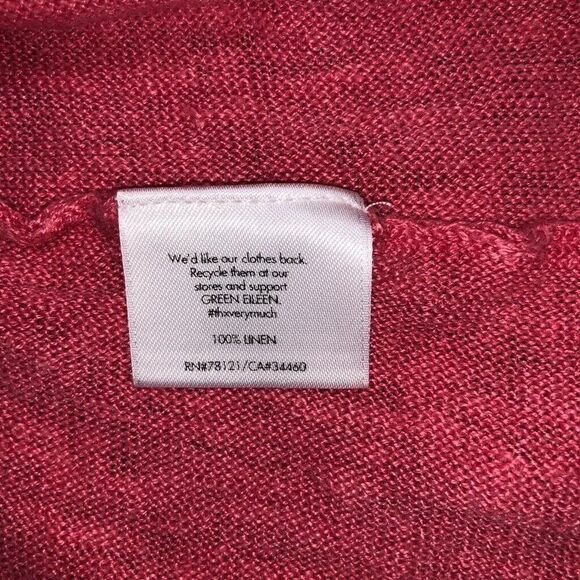 We'd like our clothes back.
Recycle them at our
stores and support
GREEN EILEEN.
#thxverymuch
100% LINEN
RN#78121/CA#34460